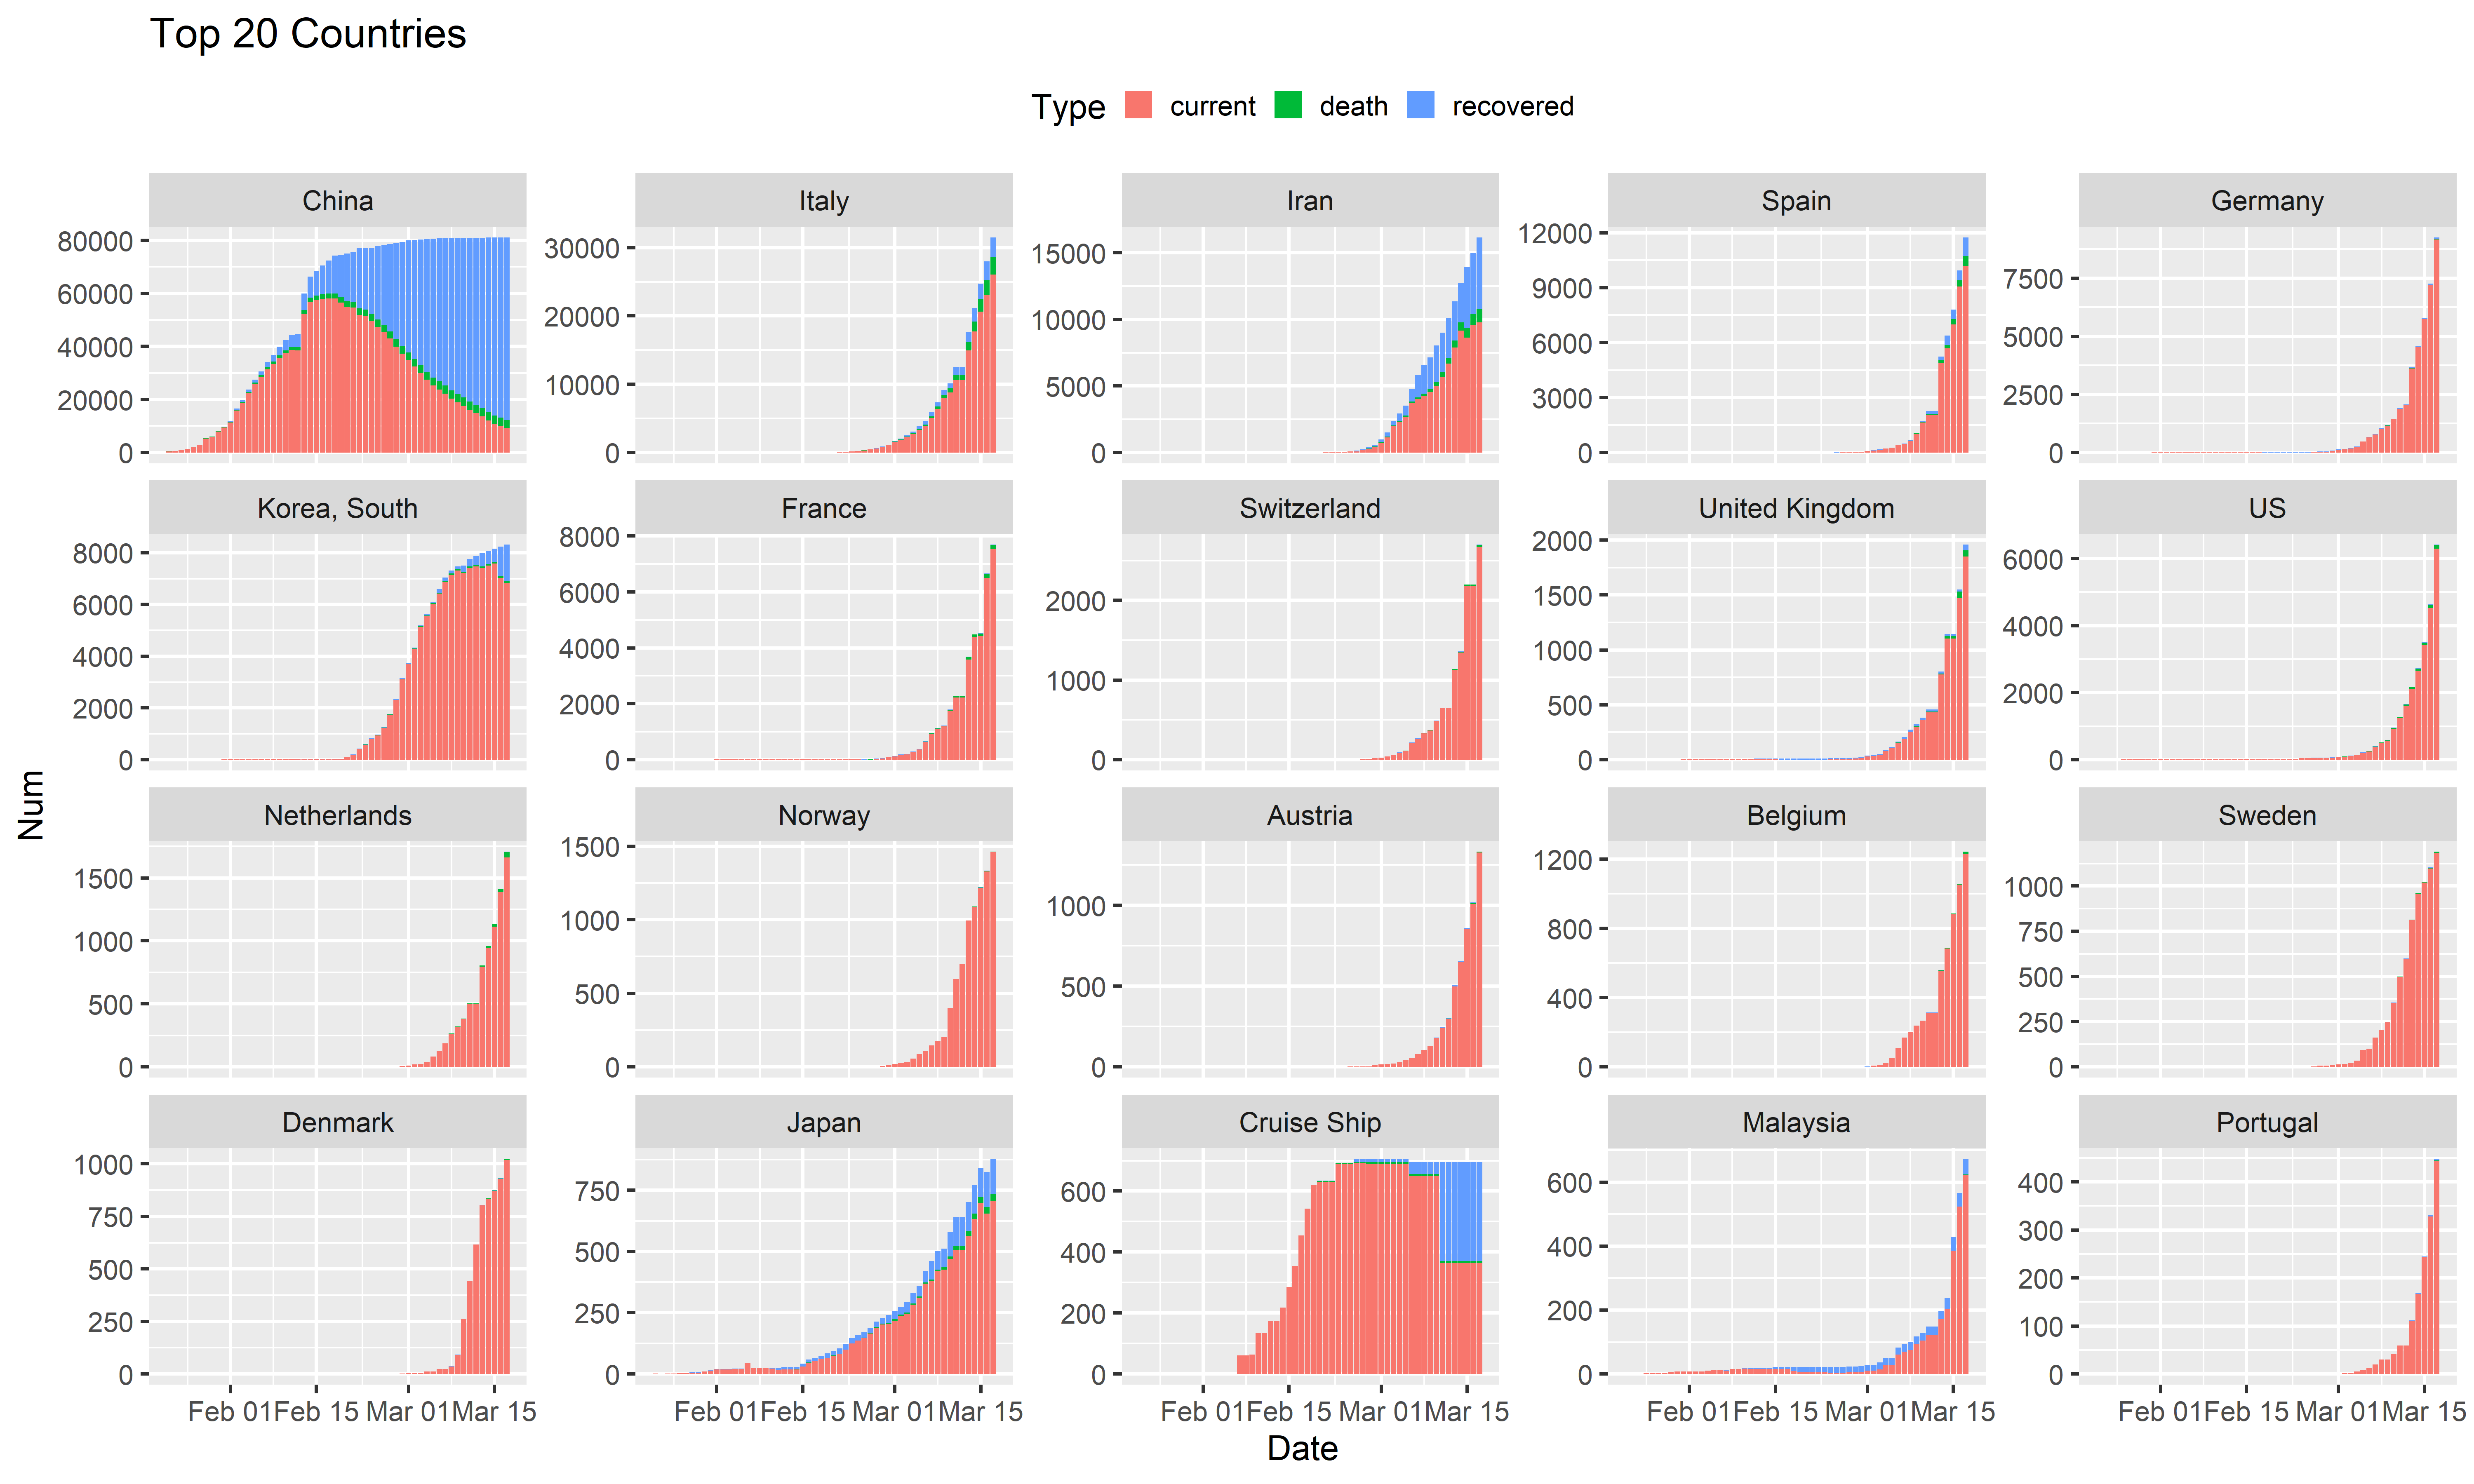 Top 20 Countries
Type current death recovered
China Italy Iran Spain Germany
80000 60000 40000 20000 0
30000 20000 10000 0
15000 10000 5000 0
12000 9000 6000 3000 0
7500 5000 2500 0
Korea, South France Switzerland United Kingdom US
8000 6000 4000 2000 0
8000 6000 4000 2000 0
2000 1000 0
2000 1500 1000 500 0
6000 4000 2000 0
Num
Netherlands Norway Austria Belgium Sweden
1500 1000 500 0
1500 1000 500 0
1000 500 0
1200 800 400 0
1000 750 500 250 0
Denmark Japan Cruise Ship Malaysia Portugal
1000 750 500 250 0
750 500 250 0
600 400 200 0
600 400 200 0
400 300 200 100 0
Feb 01 Feb 15 Mar 01 Mar 15 Feb 01 Feb 15 Mar 01 Mar 15 Feb 01 Feb 15 Mar 01 Mar 15 Feb 01 Feb 15 Mar 01 Mar 15 Feb 01 Feb 15 Mar 01 Mar 15
Date